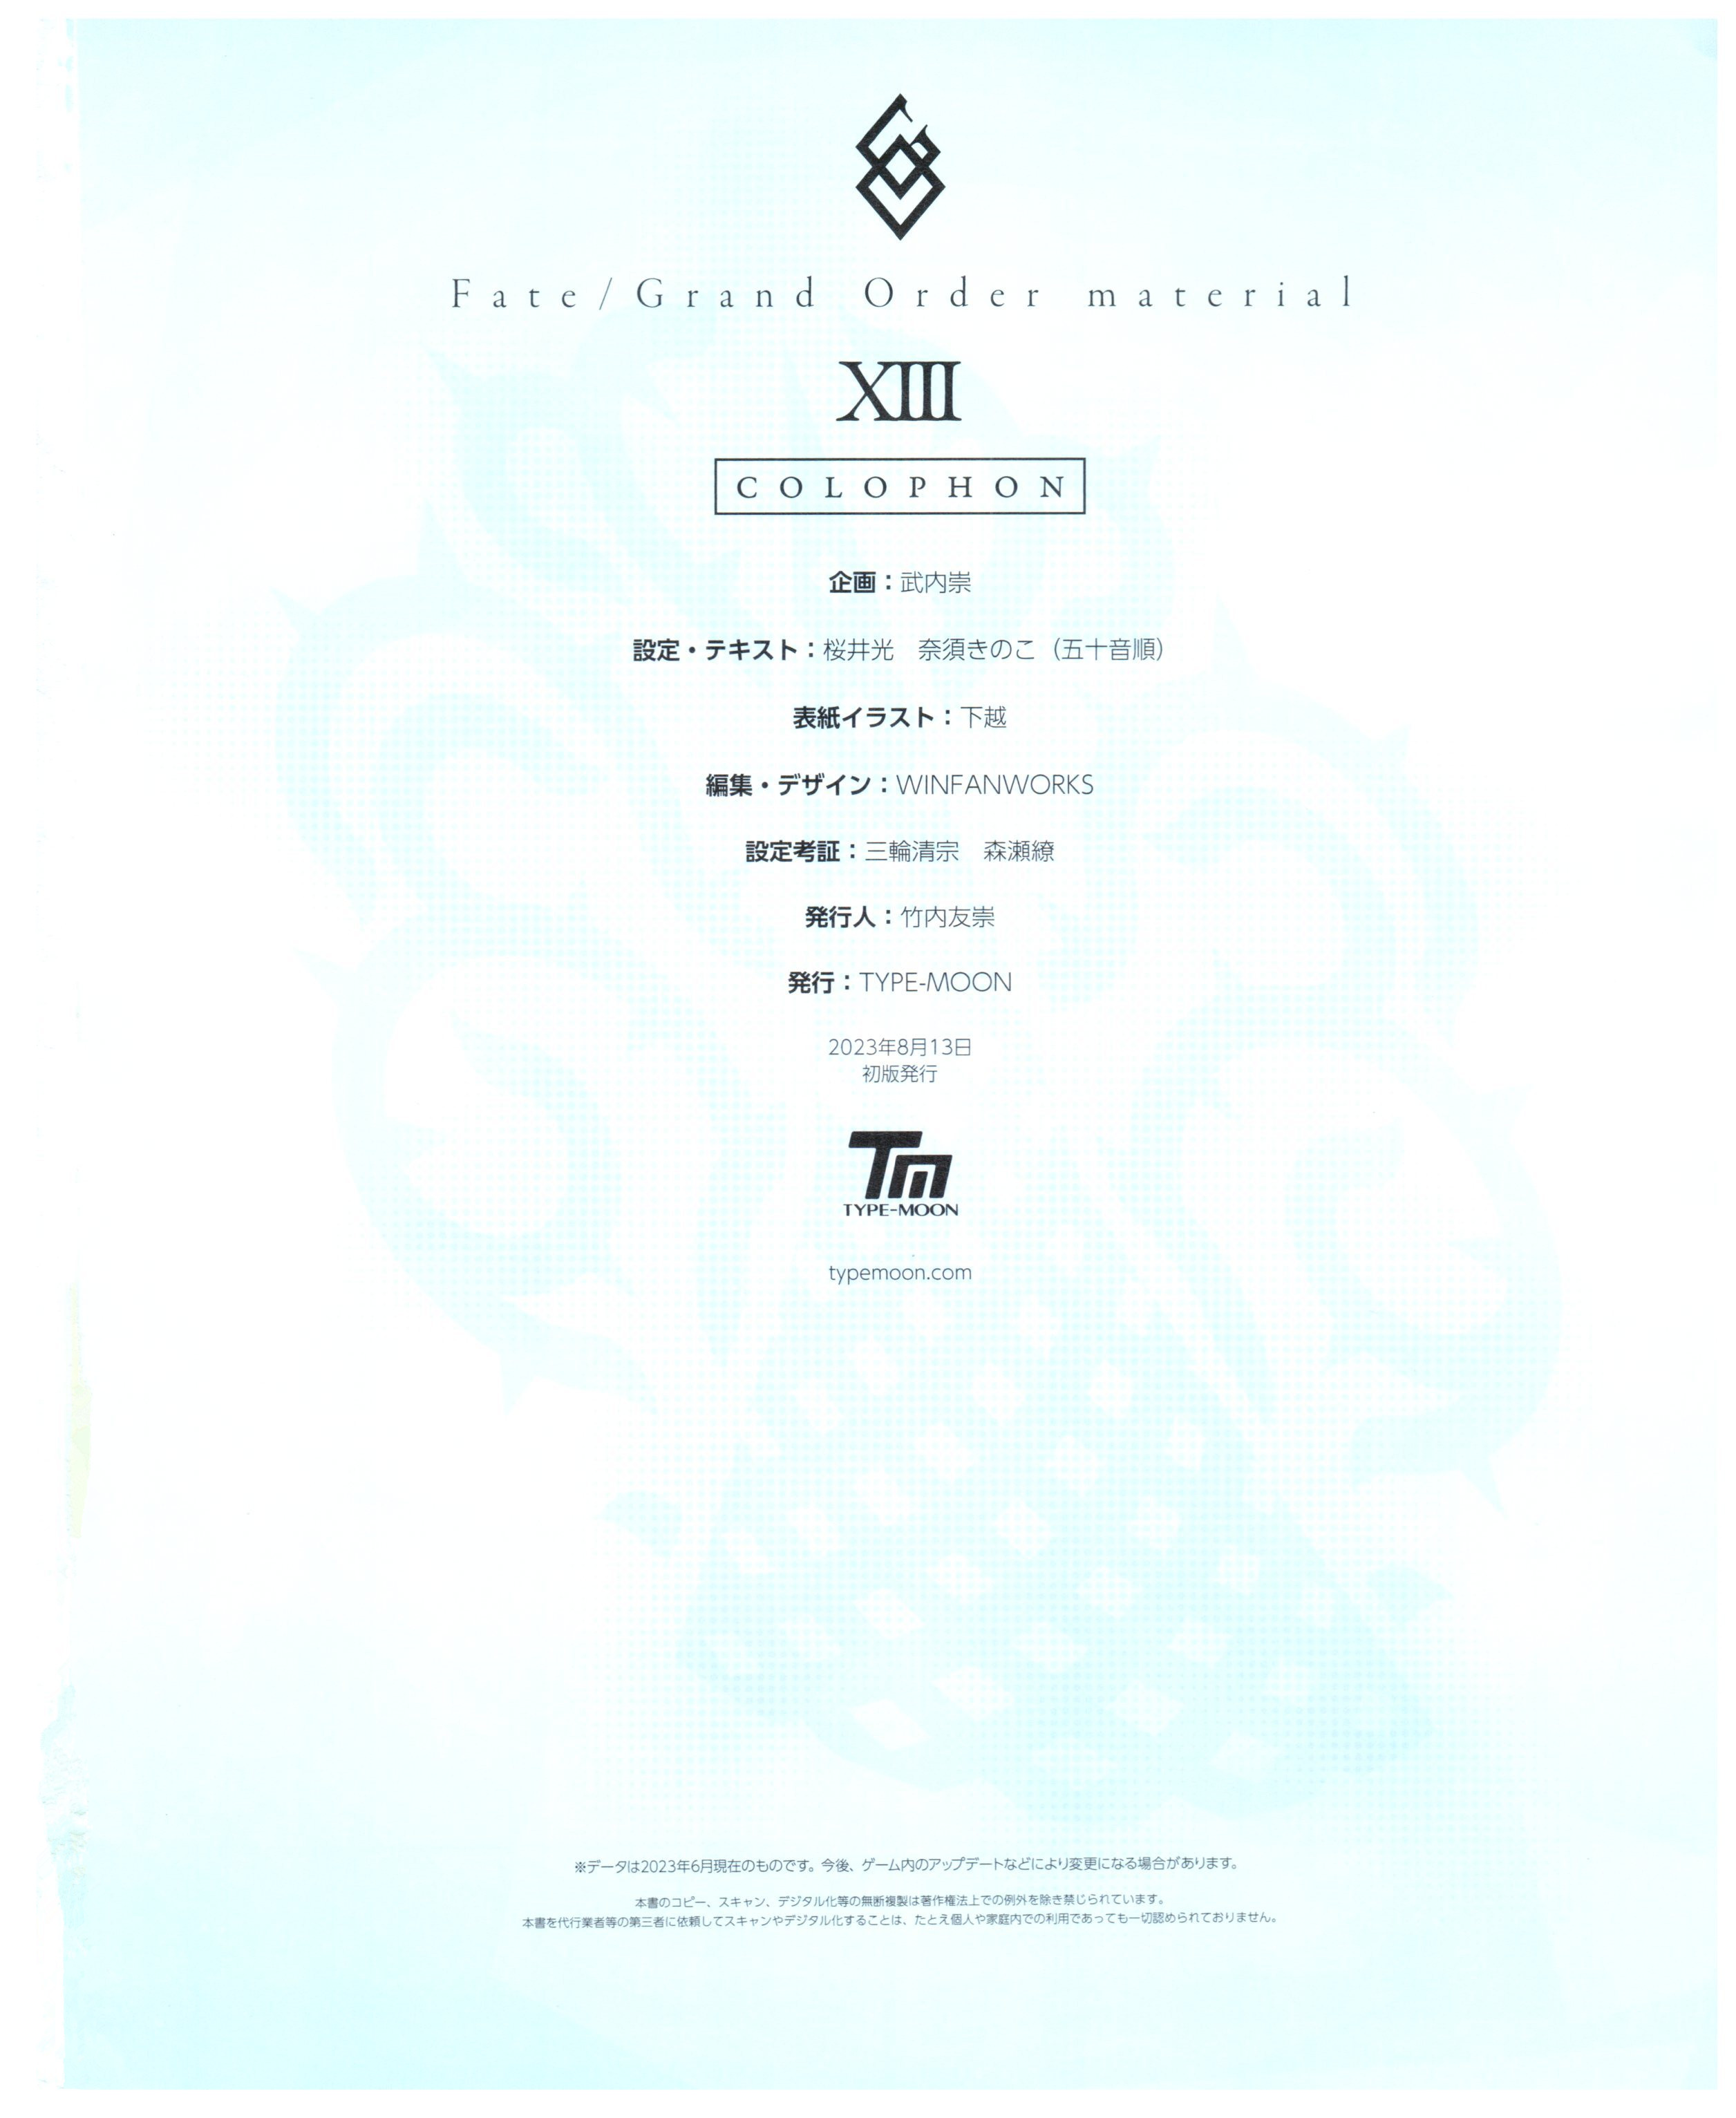 Fate/Grand Order material
XIII
COLOPHON
企画：武内崇
設定・テキスト：桜井光　奈須きのこ（五十音順）
表紙イラスト：下越
編集・デザイン：WINFANWORKS
設定考証：三輪清宗　森瀬繚
発行人：竹内友崇
発行：TYPE-MOON
2023年8月13日
初版発行
Tm
TYPE-MOON
typemoon.com
※データは2023年6月現在のものです。今後、ゲーム内のアップデートなどにより変更になる場合があります。
本書のコピー、スキャン、デジタル化等の無断複製は著作権法上での例外を除き禁じられています。
本書を代行業者等の第三者に依頼してスキャンやデジタル化することは、たとえ個人や家庭内での利用であっても一切認められておりません。